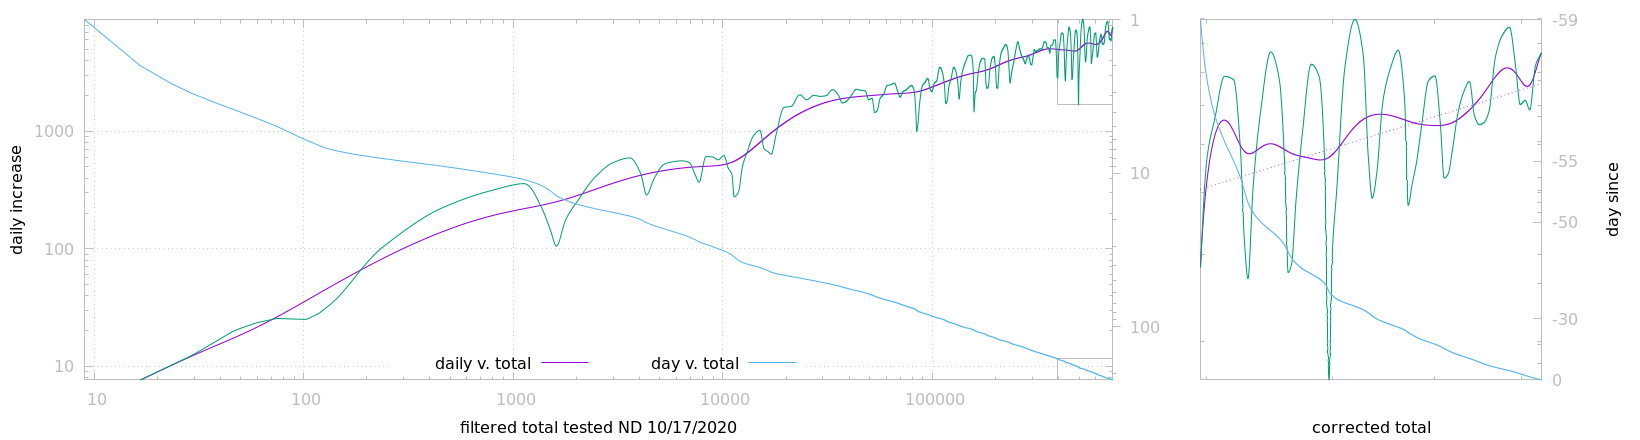 daily increase
1000
100
10
daily v. total
day v. total
10
100
1000
10000
100000
filtered total tested ND 10/17/2020
1
10
100
-59
-55
-50
-30
0
day since
corrected total